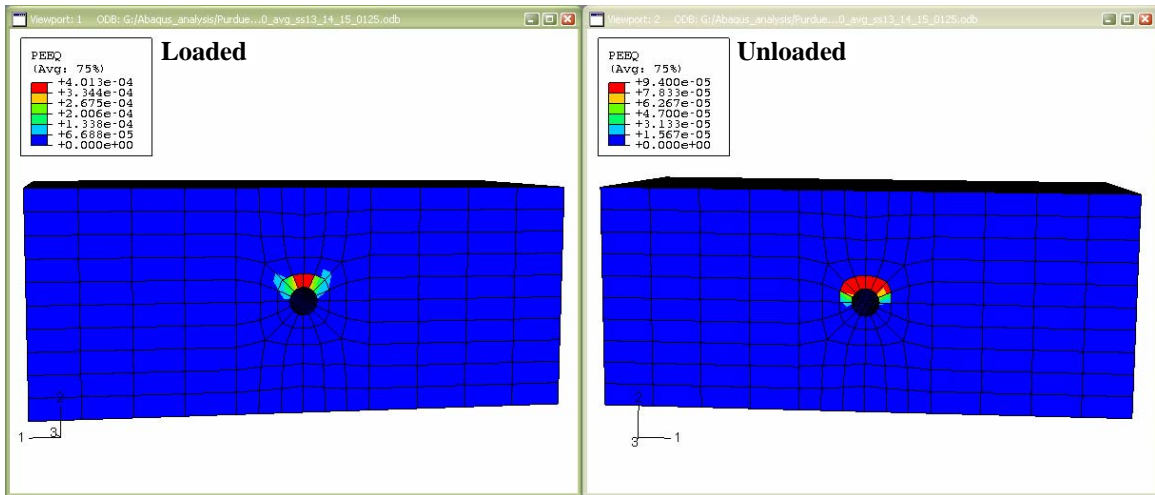 Viewport: 1 ODB: G:/Abaqus_analysis/Purdue...0_avg_ss13_14_15_0125.odb
Loaded
PEEQ
(Avg: 75%)
+4.013e-04
+3.344e-04
+2.675e-04
+2.006e-04
+1.338e-04
+6.688e-05
+0.000e+00
2
1
3
Viewport: 2 ODB: G:/Abaqus_analysis/Purdue...0_avg_ss13_14_15_0125.odb
Unloaded
PEEQ
(Avg: 75%)
+9.400e-05
+7.833e-05
+6.267e-05
+4.700e-05
+3.133e-05
+1.567e-05
+0.000e+00
2
3
1